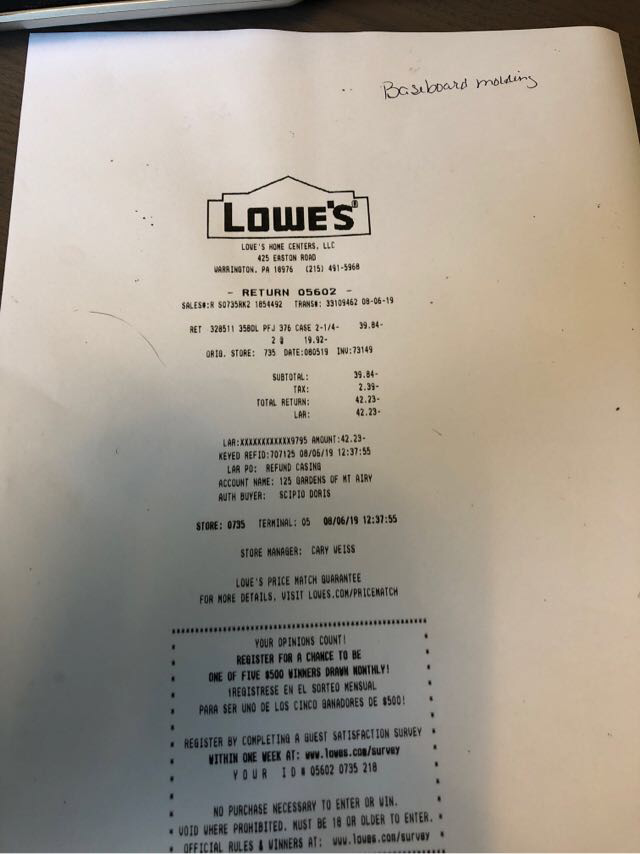 Baseboard molding
LOWE'S®
LOWE'S HOME CENTERS, LLC
425 EASTON ROAD
WARRINGTON, PA 18976 (215) 491-5968
- RETURN 05602 -
SALES#:R S0735RK2 1854492 TRANS#: 33109462 08-06-19
RET 328511 356OL PFJ 376 CASE 2-1/4- 39.84-
2 @ 19.92-
ORIG. STORE: 735 DATE:080519 INV:73149
SUBTOTAL: 39.84-
TAX: 2.39-
TOTAL RETURN: 42.23-
LAR: 42.23-
LAR:XXXXXXXXXXXX9795 AMOUNT:42.23-
KEYED REFID:707125 08/06/19 12:37:55
LAR PO: REFUND CASING
ACCOUNT NAME: 125 GARDENS OF MT AIRY
AUTH BUYER: SCIPIO DORIS
STORE: 0735 TERMINAL: 05 08/06/19 12:37:55
STORE MANAGER: CARY WEISS
LOWE'S PRICE MATCH GUARANTEE
FOR MORE DETAILS, VISIT LOWES.COM/PRICEMATCH
YOUR OPINIONS COUNT!
REGISTER FOR A CHANCE TO BE
ONE OF FIVE $500 WINNERS DRAWN MONTHLY!
¡REGISTRESE EN EL SORTEO MENSUAL
PARA SER UNO DE LOS CINCO GANADORES DE $500!
REGISTER BY COMPLETING A GUEST SATISFACTION SURVEY
WITHIN ONE WEEK AT: www.lowes.com/survey
Y O U R I D # 05602 0735 218
NO PURCHASE NECESSARY TO ENTER OR WIN.
VOID WHERE PROHIBITED. MUST BE 18 OR OLDER TO ENTER.
OFFICIAL RULES & WINNERS AT: www.lowes.com/survey